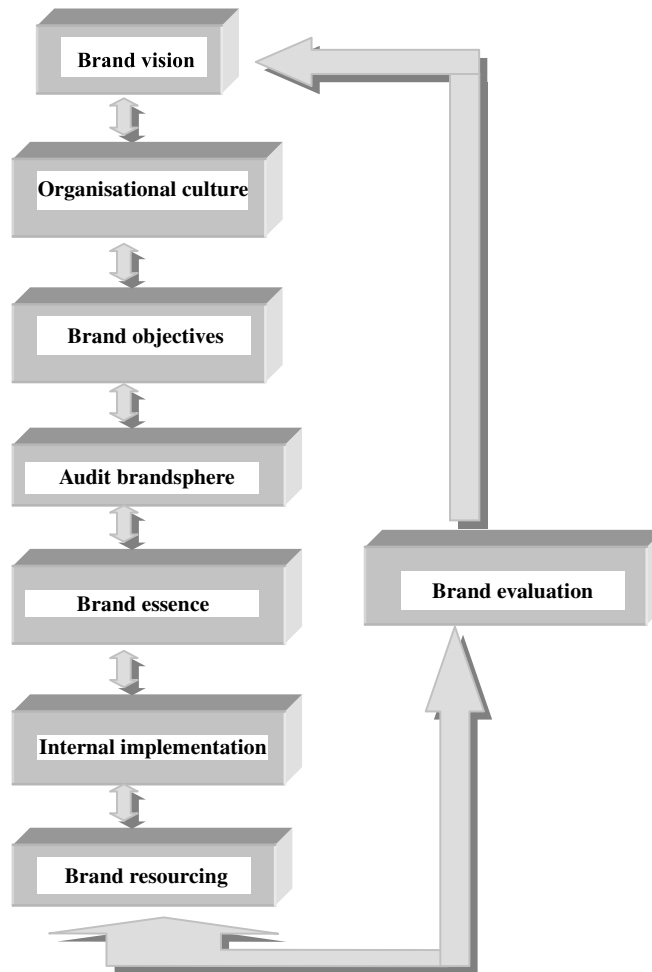 Brand vision
Organisational culture
Brand objectives
Audit brandsphere
Brand essence
Brand evaluation
Internal implementation
Brand resourcing